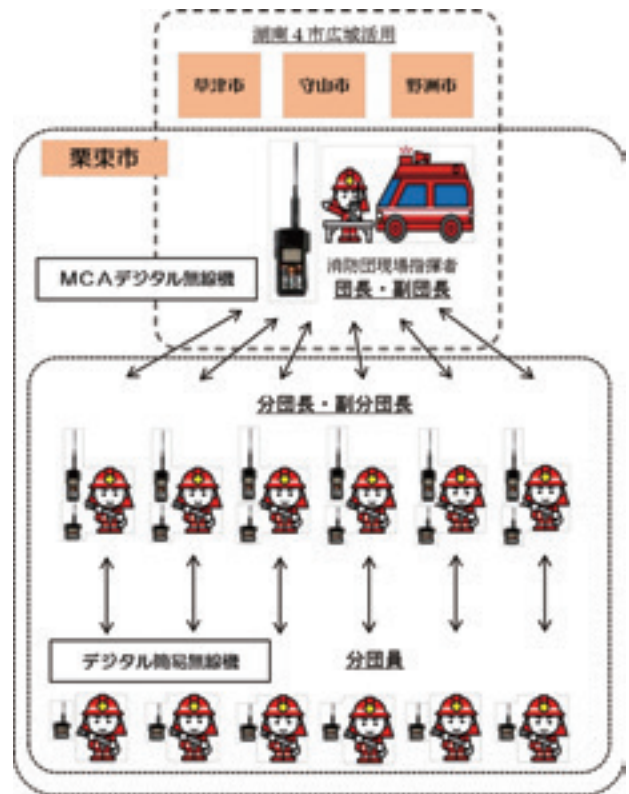 湖南4市広域活用
草津市 守山市 野洲市
栗東市
MCAデジタル無線機
消防団現場指揮者
団長・副団長
分団長・副分団長
デジタル簡易無線機
分団員